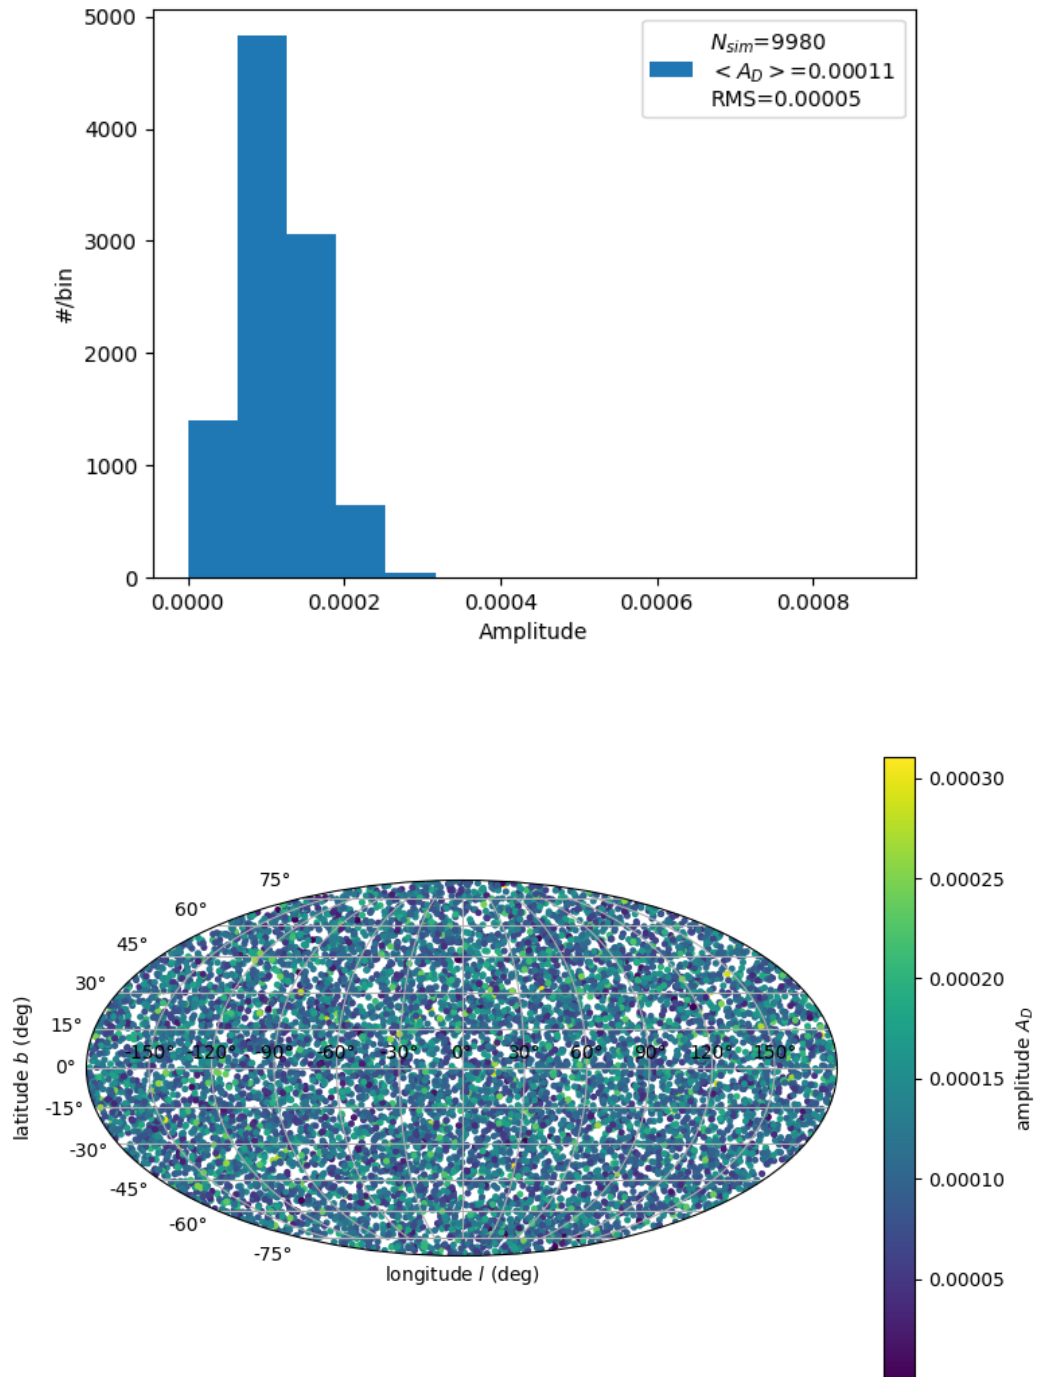 5000
4000
3000
2000
1000
0
#/bin
N_sim=9980
<A_D>=0.00011
RMS=0.00005
0.0000 0.0002 0.0004 0.0006 0.0008
Amplitude
75°
60°
45°
30°
15°
0°
-15°
-30°
-45°
-60°
-75°
latitude b (deg)
-150° -120° -90° -60° -30° 0° 30° 60° 90° 120° 150°
longitude l (deg)
0.00030
0.00025
0.00020
0.00015
0.00010
0.00005
amplitude A_D